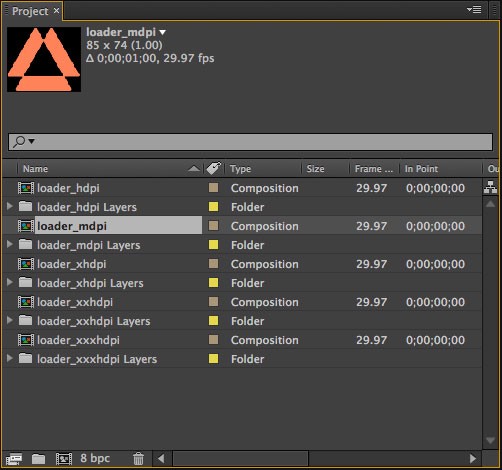 Project ×
loader_mdpi ▼
85 x 74 (1.00)
Δ 0;00;01;00, 29.97 fps
Name Type Size Frame ... In Point Ou
loader_hdpi Composition 29.97 0;00;00;00
loader_hdpi Layers Folder
loader_mdpi Composition 29.97 0;00;00;00
loader_mdpi Layers Folder
loader_xhdpi Composition 29.97 0;00;00;00
loader_xhdpi Layers Folder
loader_xxhdpi Composition 29.97 0;00;00;00
loader_xxhdpi Layers Folder
loader_xxxhdpi Composition 29.97 0;00;00;00
loader_xxxhdpi Layers Folder
8 bpc